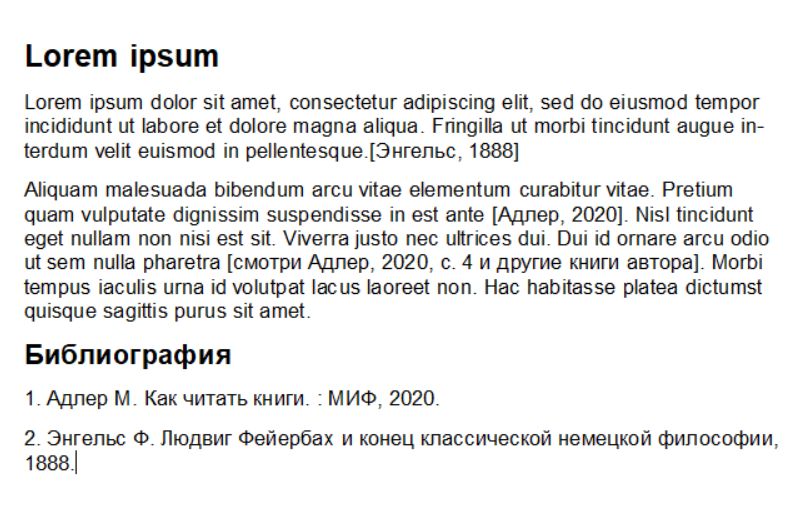 Lorem ipsum
Lorem ipsum dolor sit amet, consectetur adipiscing elit, sed do eiusmod tempor
incididunt ut labore et dolore magna aliqua. Fringilla ut morbi tincidunt augue in-
terdum velit euismod in pellentesque.[Энгельс, 1888]
Aliquam malesuada bibendum arcu vitae elementum curabitur vitae. Pretium
quam vulputate dignissim suspendisse in est ante [Адлер, 2020]. Nisl tincidunt
eget nullam non nisi est sit. Viverra justo nec ultrices dui. Dui id ornare arcu odio
ut sem nulla pharetra [смотри Адлер, 2020, с. 4 и другие книги автора]. Morbi
tempus iaculis urna id volutpat lacus laoreet non. Hac habitasse platea dictumst
quisque sagittis purus sit amet.
Библиография
1. Адлер М. Как читать книги. : МИФ, 2020.
2. Энгельс Ф. Людвиг Фейербах и конец классической немецкой философии,
1888.